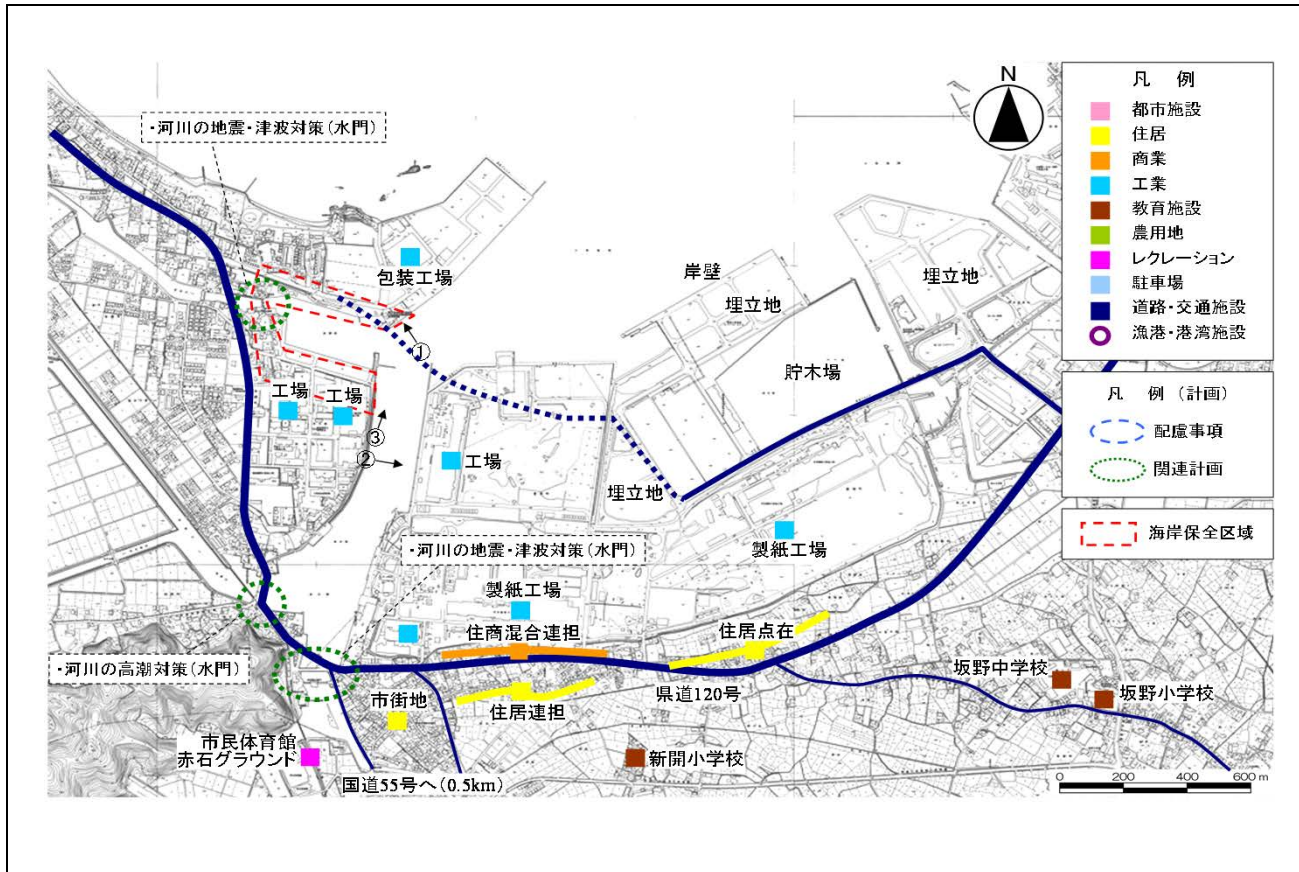 N
凡 例
都市施設
住居
商業
工業
教育施設
農用地
レクレーション
駐車場
道路・交通施設
漁港・港湾施設
凡 例 (計画)
配慮事項
関連計画
海岸保全区域
・河川の地震・津波対策(水門)
包装工場
岸壁
埋立地
埋立地
①
貯木場
工場
工場
③
②
工場
埋立地
製紙工場
・河川の地震・津波対策(水門)
製紙工場
住商混合連担
住居点在
・河川の高潮対策(水門)
県道120号
坂野中学校
坂野小学校
市街地
住居連担
市民体育館
赤石グラウンド
新開小学校
国道55号へ(0.5km)
0 200 400 600 m